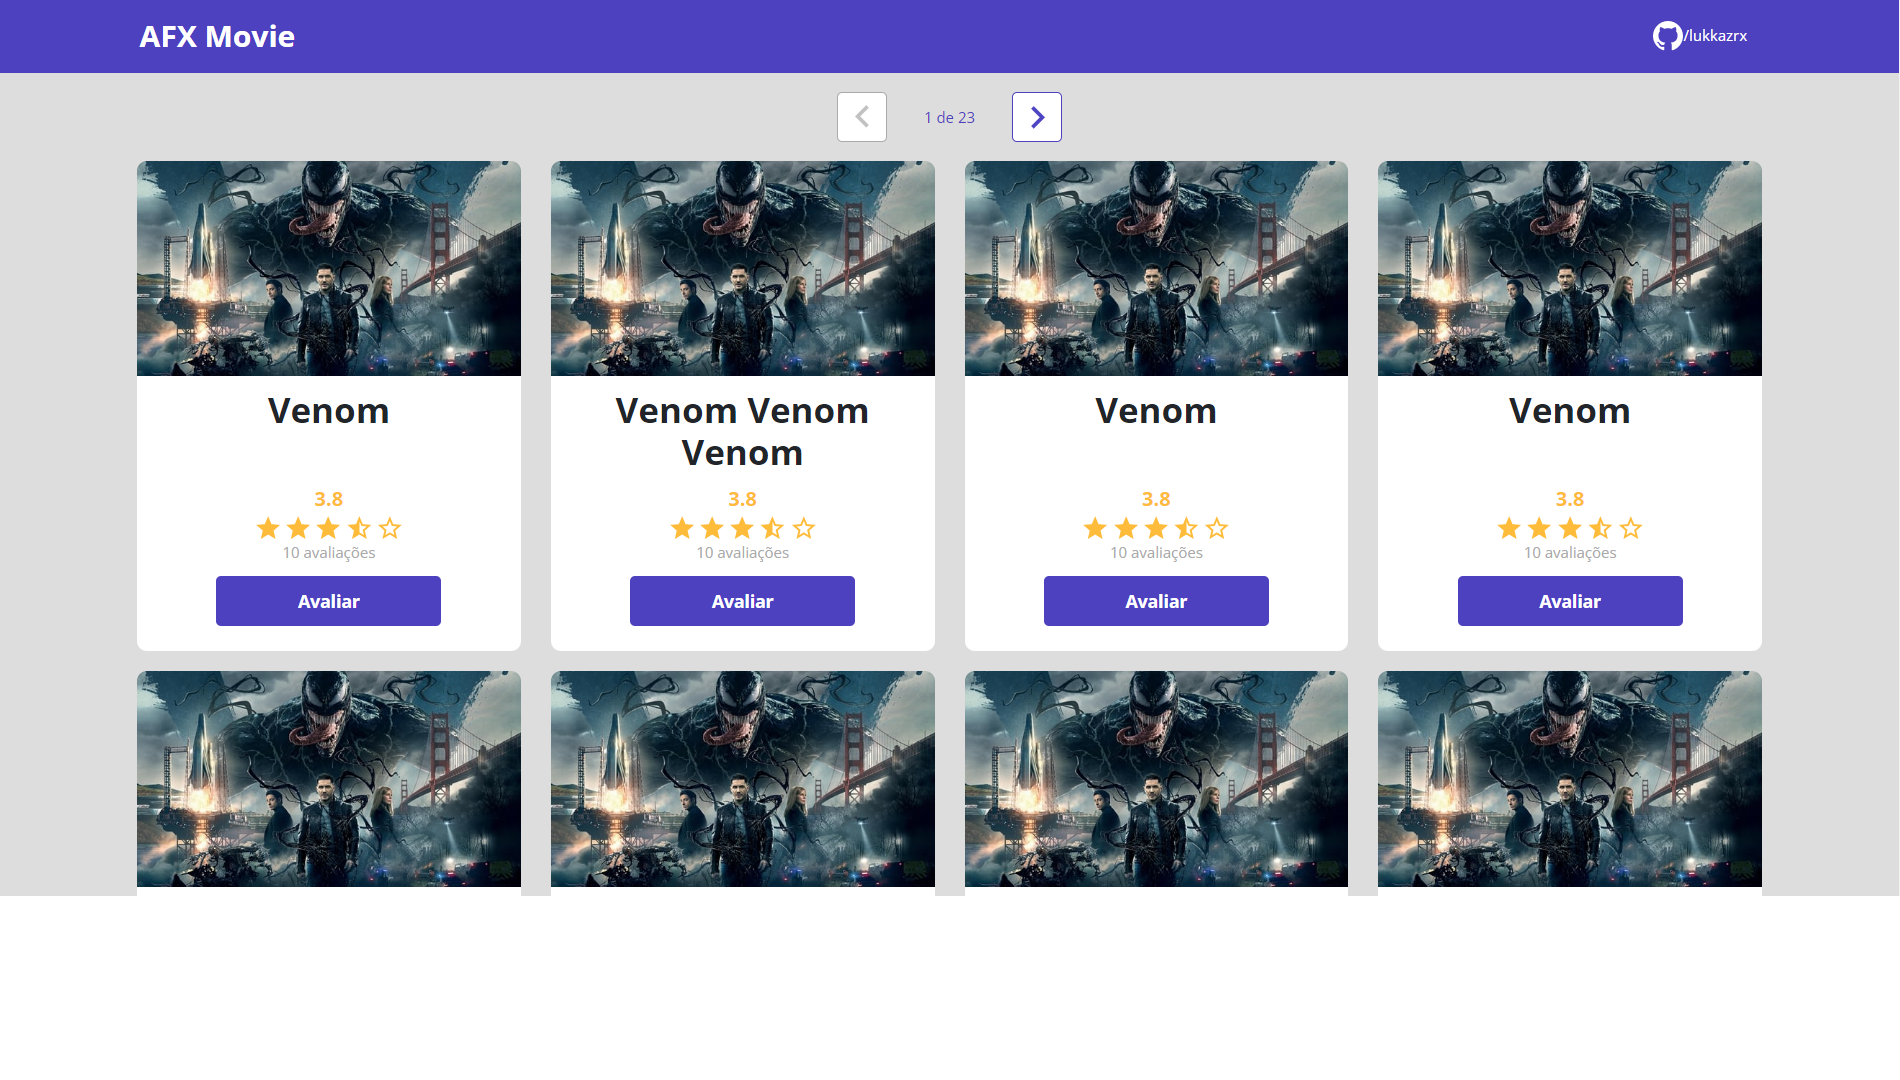 AFX Movie
/lukkazrx
1 de 23
Venom
3.8
10 avaliações
Avaliar
Venom Venom
Venom
3.8
10 avaliações
Avaliar
Venom
3.8
10 avaliações
Avaliar
Venom
3.8
10 avaliações
Avaliar